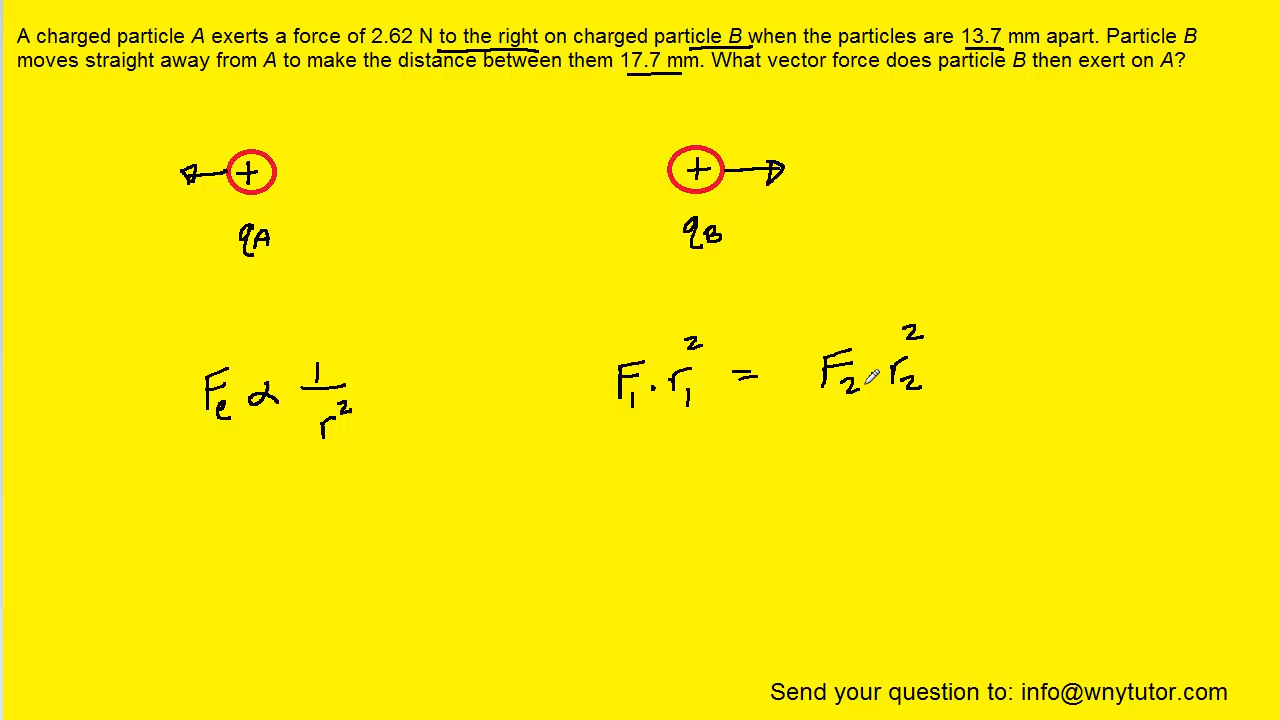 A charged particle A exerts a force of 2.62 N to the right on charged particle B when the particles are 13.7 mm apart. Particle B
moves straight away from A to make the distance between them 17.7 mm. What vector force does particle B then exert on A?
+ +
qA qB
Fe ∝ 1/r² F₁ · r₁² = F₂ · r₂²
Send your question to: info@wnytutor.com